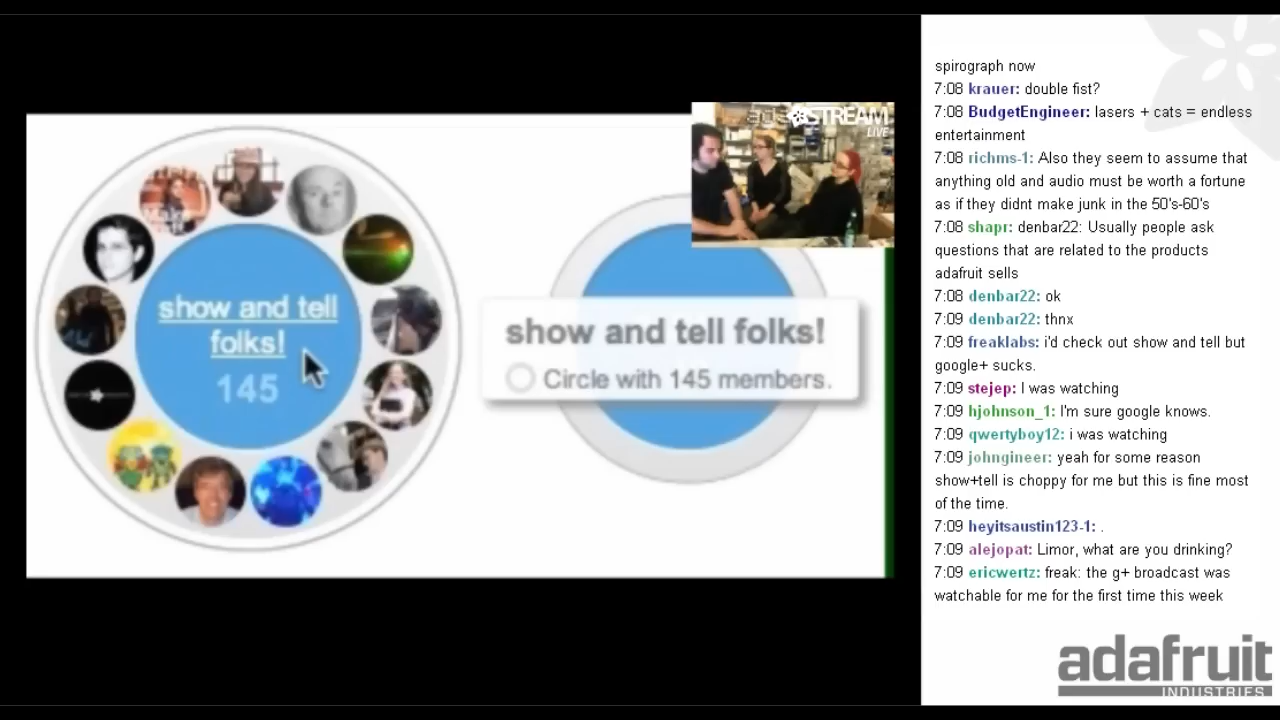 show and tell
folks!
145
show and tell folks!
Circle with 145 members.
STREAM
LIVE
spirograph now
7:08 krauer: double fist?
7:08 BudgetEngineer: lasers + cats = endless
entertainment
7:08 richms-1: Also they seem to assume that
anything old and audio must be worth a fortune
as if they didnt make junk in the 50's-60's
7:08 shapr: denbar22: Usually people ask
questions that are related to the products
adafruit sells
7:08 denbar22: ok
7:09 denbar22: thnx
7:09 freaklabs: i'd check out show and tell but
google+ sucks.
7:09 stejep: I was watching
7:09 hjohnson_1: I'm sure google knows.
7:09 qwertyboy12: i was watching
7:09 johngineer: yeah for some reason
show+tell is choppy for me but this is fine most
of the time.
7:09 heyitsaustin123-1: .
7:09 alejopat: Limor, what are you drinking?
7:09 ericwertz: freak: the g+ broadcast was
watchable for me for the first time this week
adafruit
INDUSTRIES